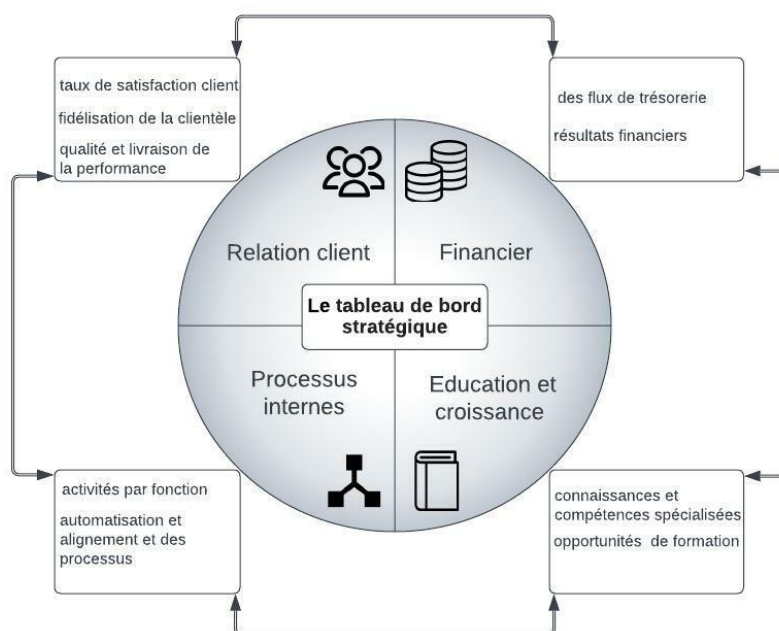 taux de satisfaction client
fidélisation de la clientèle
qualité et livraison de
la performance
des flux de trésorerie
résultats financiers
Relation client
Financier
Le tableau de bord
stratégique
Processus
internes
Education et
croissance
activités par fonction
automatisation et
alignement et des
processus
connaissances et
compétences spécialisées
opportunités de formation